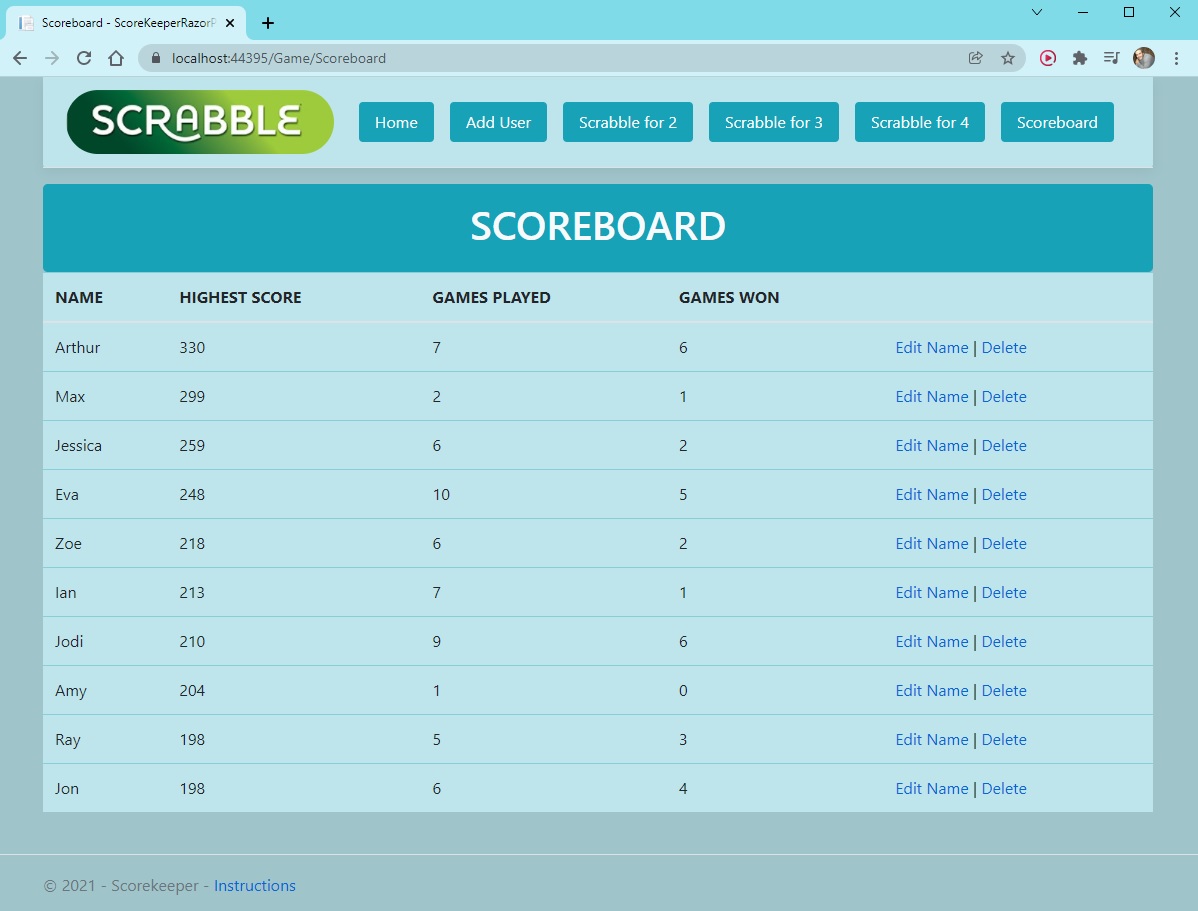 Scoreboard - ScoreKeeperRazorP
localhost:44395/Game/Scoreboard
SCRABBLE Home Add User Scrabble for 2 Scrabble for 3 Scrabble for 4 Scoreboard
SCOREBOARD
NAME HIGHEST SCORE GAMES PLAYED GAMES WON
Arthur 330 7 6 Edit Name | Delete
Max 299 2 1 Edit Name | Delete
Jessica 259 6 2 Edit Name | Delete
Eva 248 10 5 Edit Name | Delete
Zoe 218 6 2 Edit Name | Delete
Ian 213 7 1 Edit Name | Delete
Jodi 210 9 6 Edit Name | Delete
Amy 204 1 0 Edit Name | Delete
Ray 198 5 3 Edit Name | Delete
Jon 198 6 4 Edit Name | Delete
© 2021 - Scorekeeper - Instructions